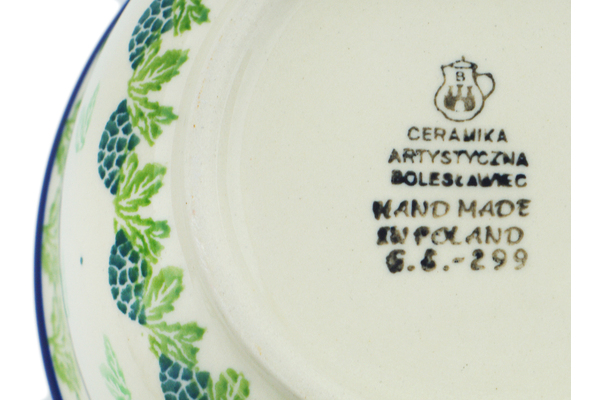 B
CERAMIKA
ARTYSTYCZNA
BOLESŁAWIEC
HAND MADE
IN POLAND
G.S.-299